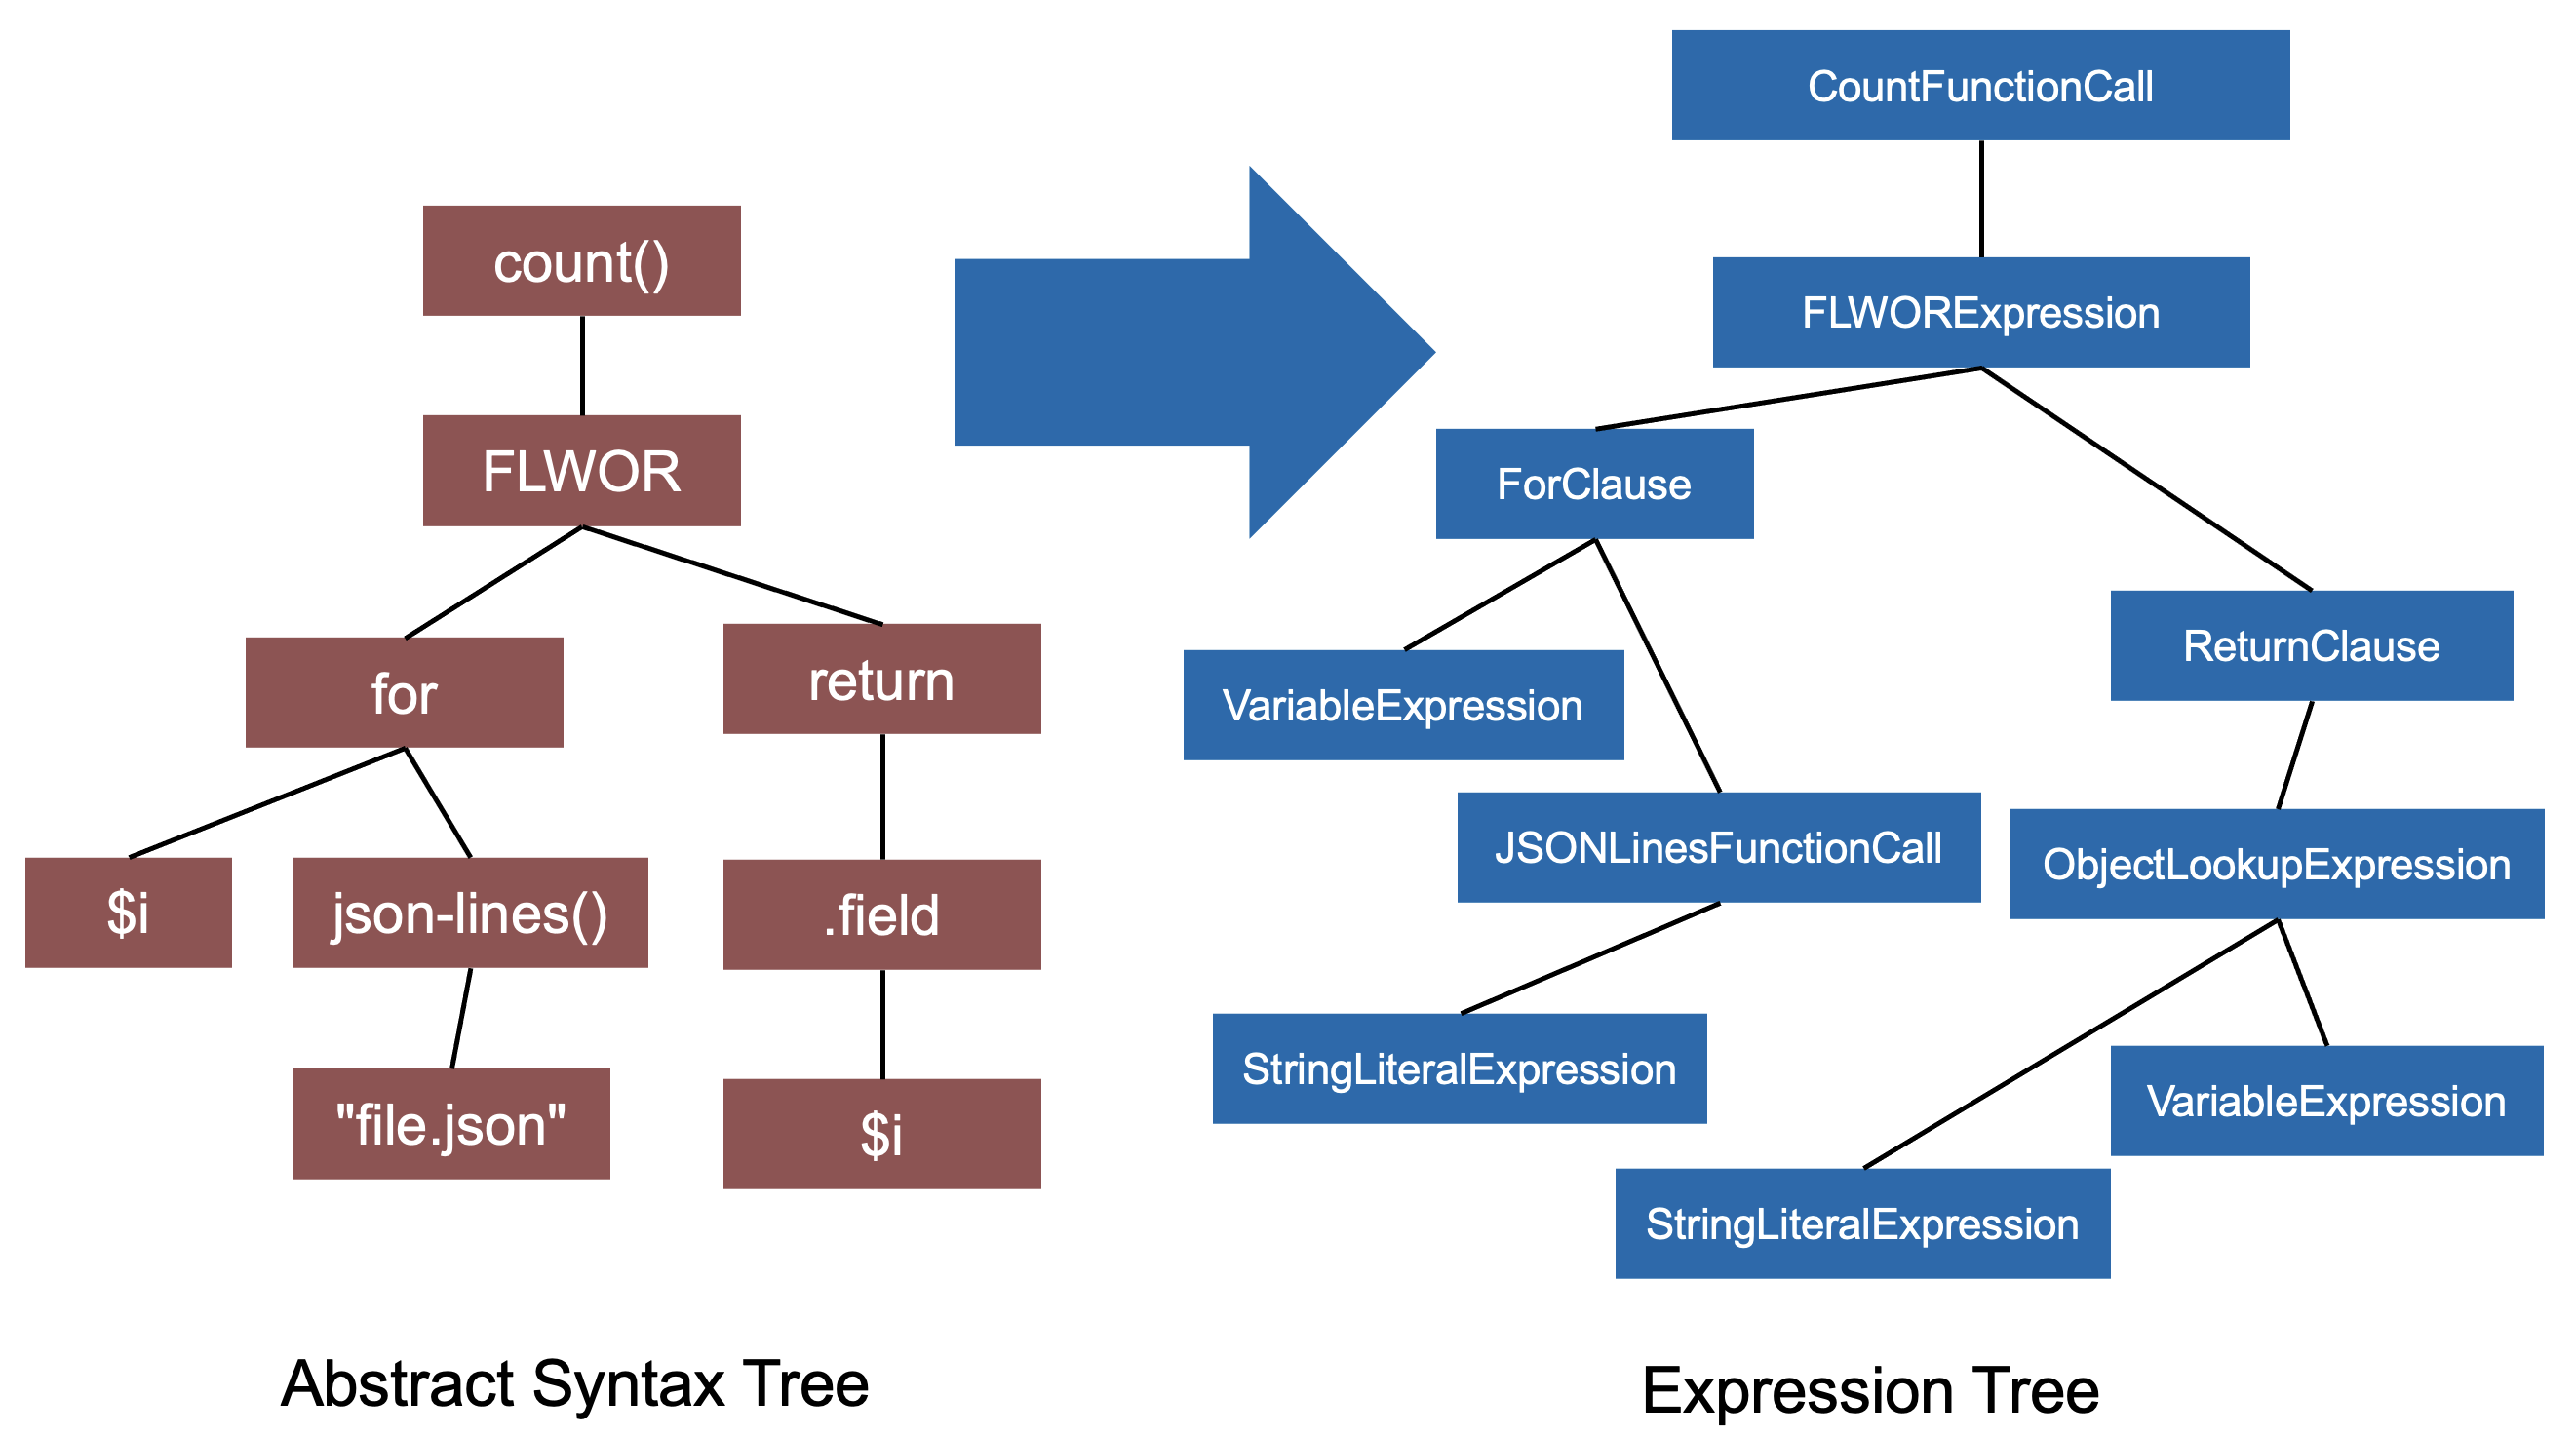 count()
FLWOR
for
return
$i
json-lines()
.field
"file.json"
$i
Abstract Syntax Tree
CountFunctionCall
FLWORExpression
ForClause
ReturnClause
VariableExpression
JSONLinesFunctionCall
ObjectLookupExpression
StringLiteralExpression
VariableExpression
StringLiteralExpression
Expression Tree